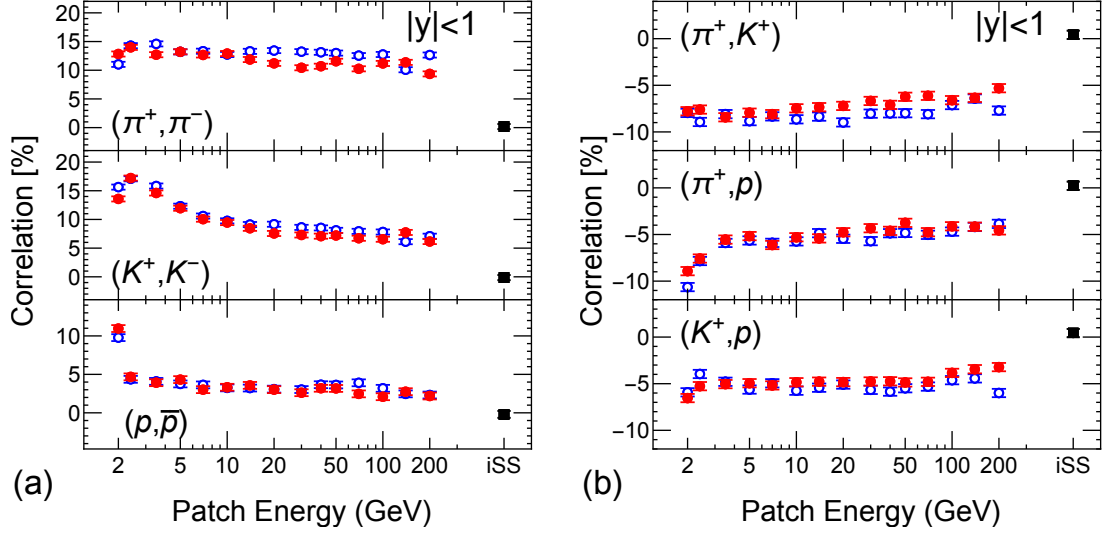 |y|<1
20
15
10
5
0
(π⁺,π⁻)
20
15
10
5
0
(K⁺,K⁻)
10
5
0
(p,p̅)
Correlation [%]
2 5 10 20 50 100 200 iSS
(a)
Patch Energy (GeV)
|y|<1
(π⁺,K⁺)
0
−5
−10
(π⁺,p)
0
−5
−10
(K⁺,p)
0
−5
−10
Correlation [%]
2 5 10 20 50 100 200 iSS
(b)
Patch Energy (GeV)